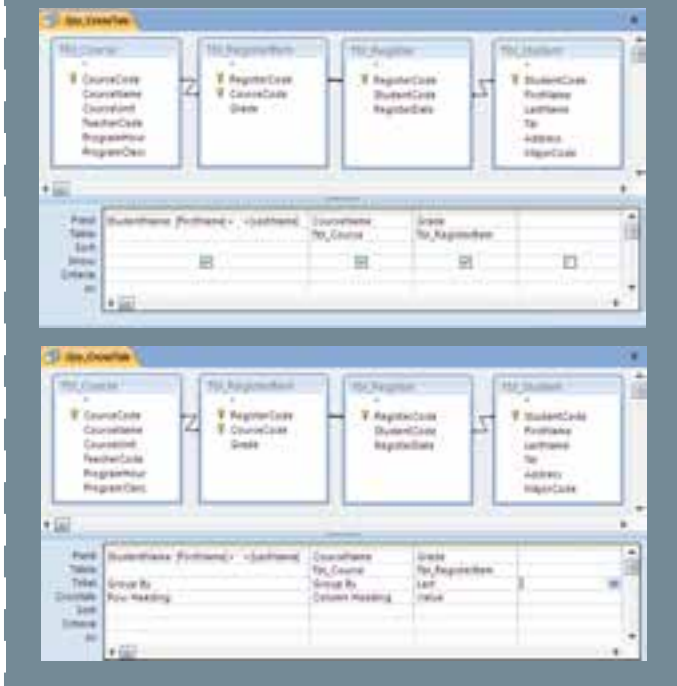 Qry_CrossTab
Tbl_Course
Tbl_RegisterItem
Tbl_Register
Tbl_Student
*
*
*
*
CourseCode
CourseName
CourseUnit
TeacherCode
ProgramHour
ProgramClass
RegisterCode
CourseCode
Grade
RegisterCode
StudentCode
RegisterDate
StudentCode
FirstName
LastName
Tel
Address
MajorCode
Field:
Table:
Sort:
Show:
Criteria:
or:
CourseName
Tbl_Course
Grade
Tbl_RegisterItem
Qry_CrossTab
Tbl_Course
Tbl_RegisterItem
Tbl_Register
Tbl_Student
*
*
*
*
CourseCode
CourseName
CourseUnit
TeacherCode
ProgramHour
ProgramClass
RegisterCode
CourseCode
Grade
RegisterCode
StudentCode
RegisterDate
StudentCode
FirstName
LastName
Tel
Address
MajorCode
Field:
Table:
Total:
Crosstab:
Sort:
Criteria:
or:
Group By
Row Heading
CourseName
Tbl_Course
Group By
Column Heading
Grade
Tbl_RegisterItem
Last
Value